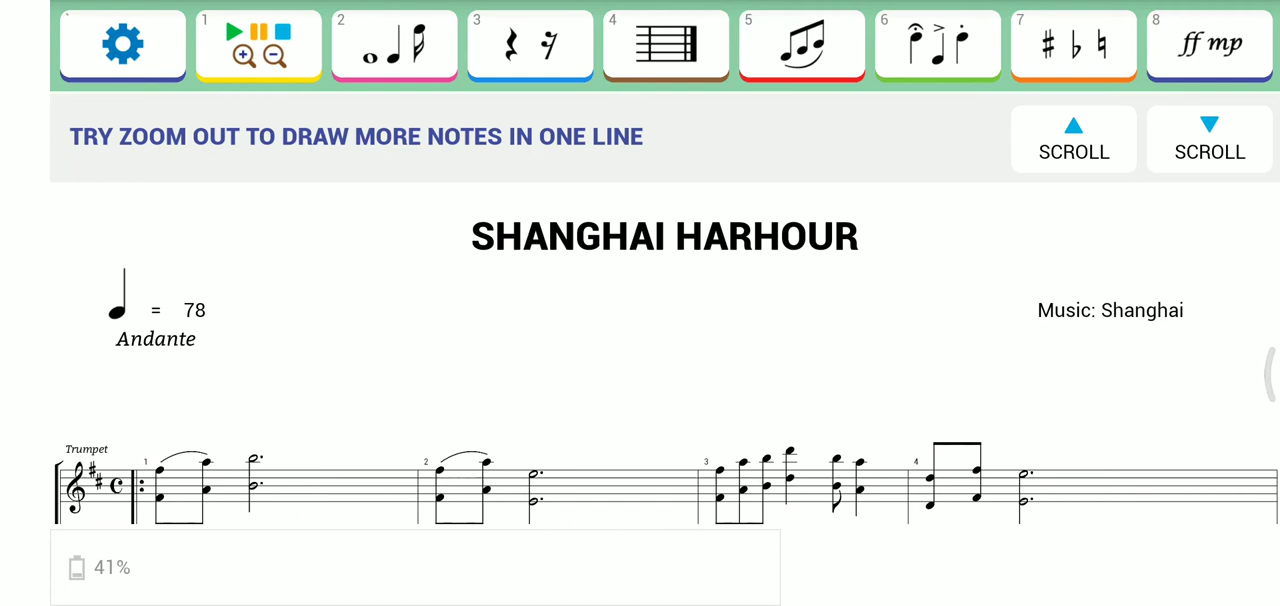 1
2
3
4
5
6
7
8
ff mp
TRY ZOOM OUT TO DRAW MORE NOTES IN ONE LINE
SCROLL
SCROLL
SHANGHAI HARHOUR
= 78
Music: Shanghai
Andante
Trumpet
1
2
3
4
41%